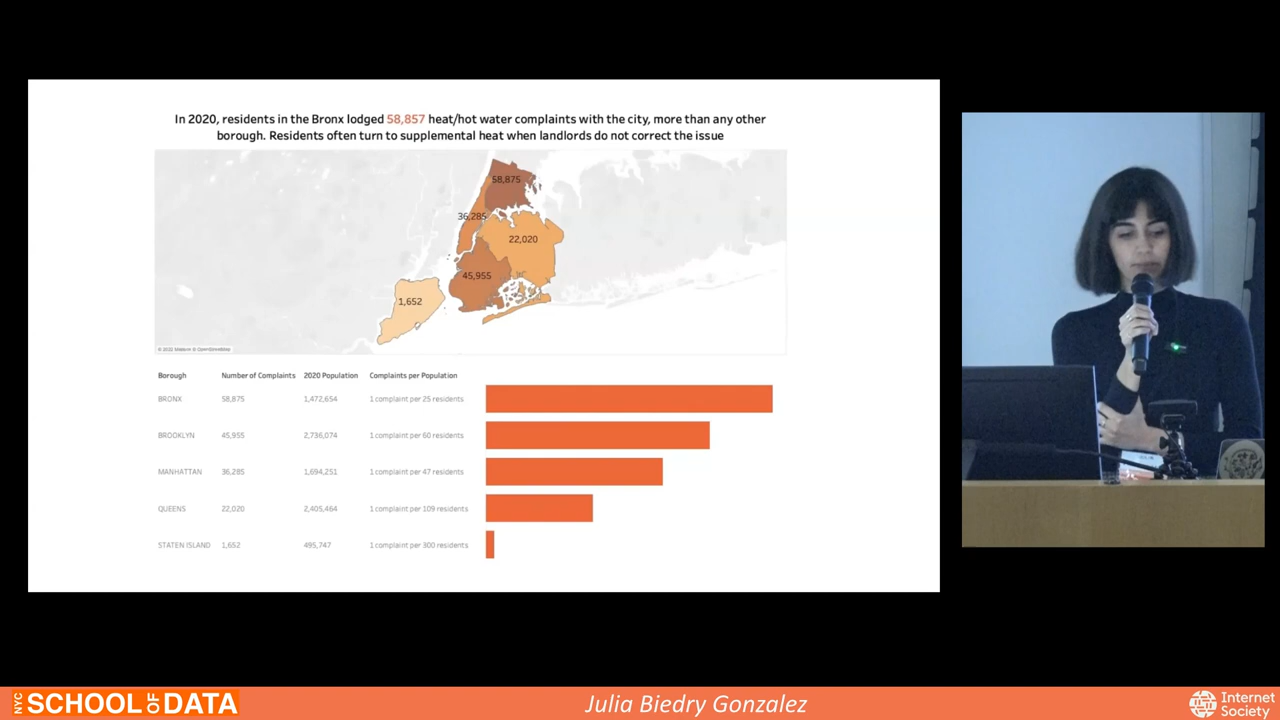 In 2020, residents in the Bronx lodged 58,857 heat/hot water complaints with the city, more than any other
borough. Residents often turn to supplemental heat when landlords do not correct the issue
58,875
36,285
22,020
45,955
1,652
© 2022 Mapbox © OpenStreetMap
Borough Number of Complaints 2020 Population Complaints per Population
BRONX 58,875 1,472,654 1 complaint per 25 residents
BROOKLYN 45,955 2,736,074 1 complaint per 60 residents
MANHATTAN 36,285 1,694,251 1 complaint per 47 residents
QUEENS 22,020 2,405,464 1 complaint per 109 residents
STATEN ISLAND 1,652 495,747 1 complaint per 300 residents
NYC SCHOOL OF DATA
Julia Biedry Gonzalez
Internet
Society